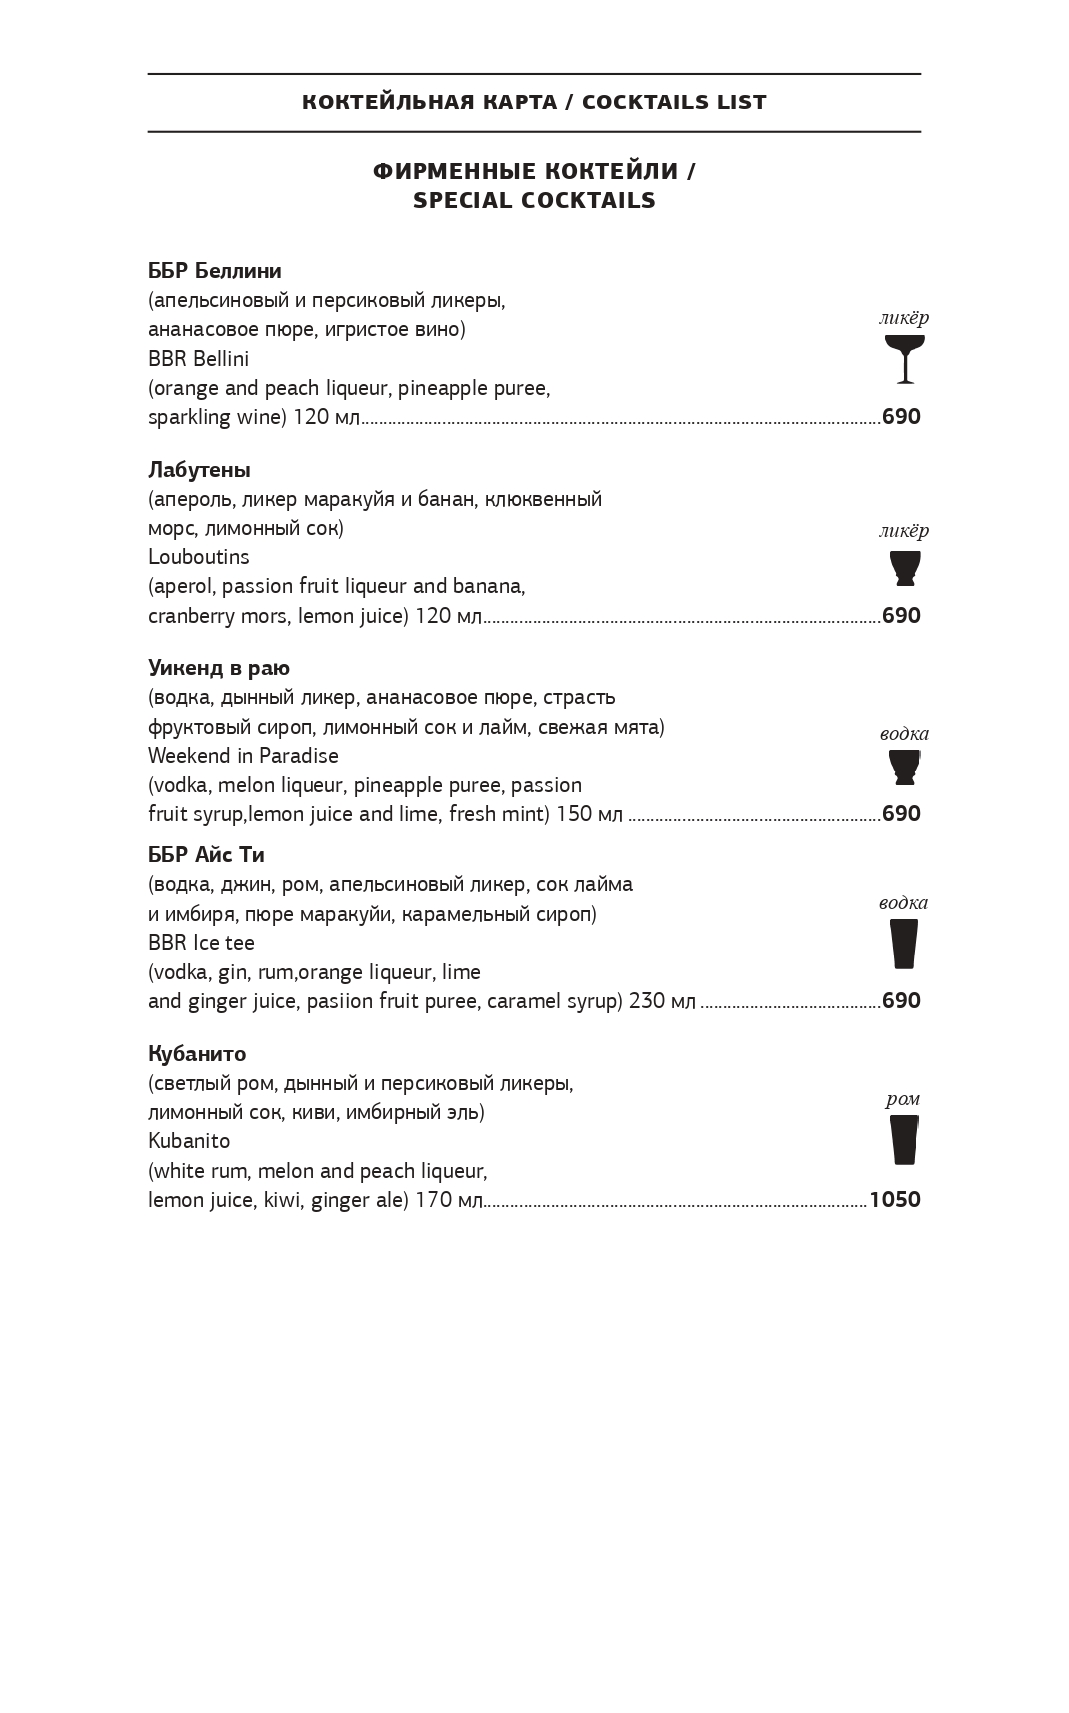 КОКТЕЙЛЬНАЯ КАРТА / COCKTAILS LIST
ФИРМЕННЫЕ КОКТЕЙЛИ /
SPECIAL COCKTAILS
ББР Беллини
(апельсиновый и персиковый ликеры,
ананасовое пюре, игристое вино)
ликёр
BBR Bellini
(orange and peach liqueur, pineapple puree,
sparkling wine) 120 мл....................690
Лабутены
(апероль, ликер маракуйя и банан, клюквенный
морс, лимонный сок)
ликёр
Louboutins
(aperol, passion fruit liqueur and banana,
cranberry mors, lemon juice) 120 мл....................690
Уикенд в раю
(водка, дынный ликер, ананасовое пюре, страсть
фруктовый сироп, лимонный сок и лайм, свежая мята)
водка
Weekend in Paradise
(vodka, melon liqueur, pineapple puree, passion
fruit syrup,lemon juice and lime, fresh mint) 150 мл ....................690
ББР Айс Ти
(водка, джин, ром, апельсиновый ликер, сок лайма
и имбиря, пюре маракуйи, карамельный сироп)
водка
BBR Ice tee
(vodka, gin, rum,orange liqueur, lime
and ginger juice, pasiion fruit puree, caramel syrup) 230 мл ....................690
Кубанито
(светлый ром, дынный и персиковый ликеры,
лимонный сок, киви, имбирный эль)
ром
Kubanito
(white rum, melon and peach liqueur,
lemon juice, kiwi, ginger ale) 170 мл....................1050